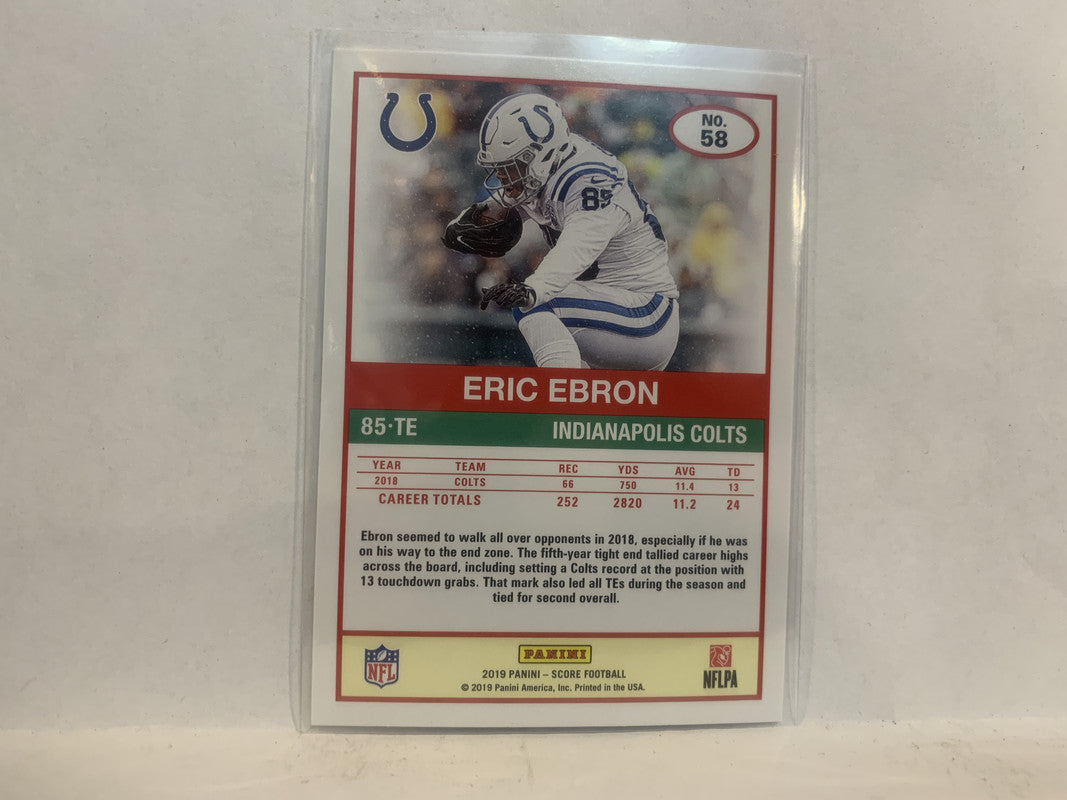 No.
58
85
ERIC EBRON
85·TE INDIANAPOLIS COLTS
YEAR TEAM REC YDS AVG TD
2018 COLTS 66 750 11.4 13
CAREER TOTALS 252 2820 11.2 24
Ebron seemed to walk all over opponents in 2018, especially if he was
on his way to the end zone. The fifth-year tight end tallied career highs
across the board, including setting a Colts record at the position with
13 touchdown grabs. That mark also led all TEs during the season and
tied for second overall.
NFL
PANINI
2019 PANINI – SCORE FOOTBALL
© 2019 Panini America, Inc. Printed in the USA.
NFLPA